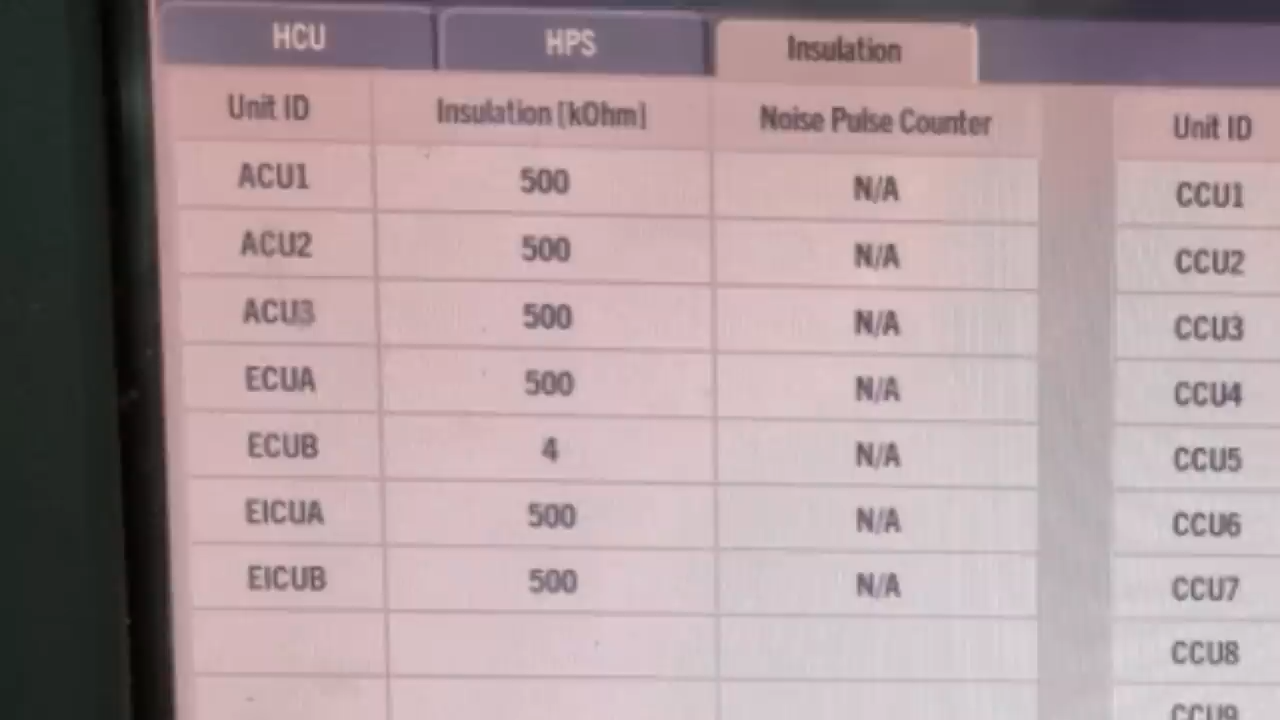 HCU HPS Insulation
Unit ID Insulation [kOhm] Noise Pulse Counter Unit ID
ACU1 500 N/A CCU1
ACU2 500 N/A CCU2
ACU3 500 N/A CCU3
ECUA 500 N/A CCU4
ECUB 4 N/A CCU5
EICUA 500 N/A CCU6
EICUB 500 N/A CCU7
CCU8
CCU9